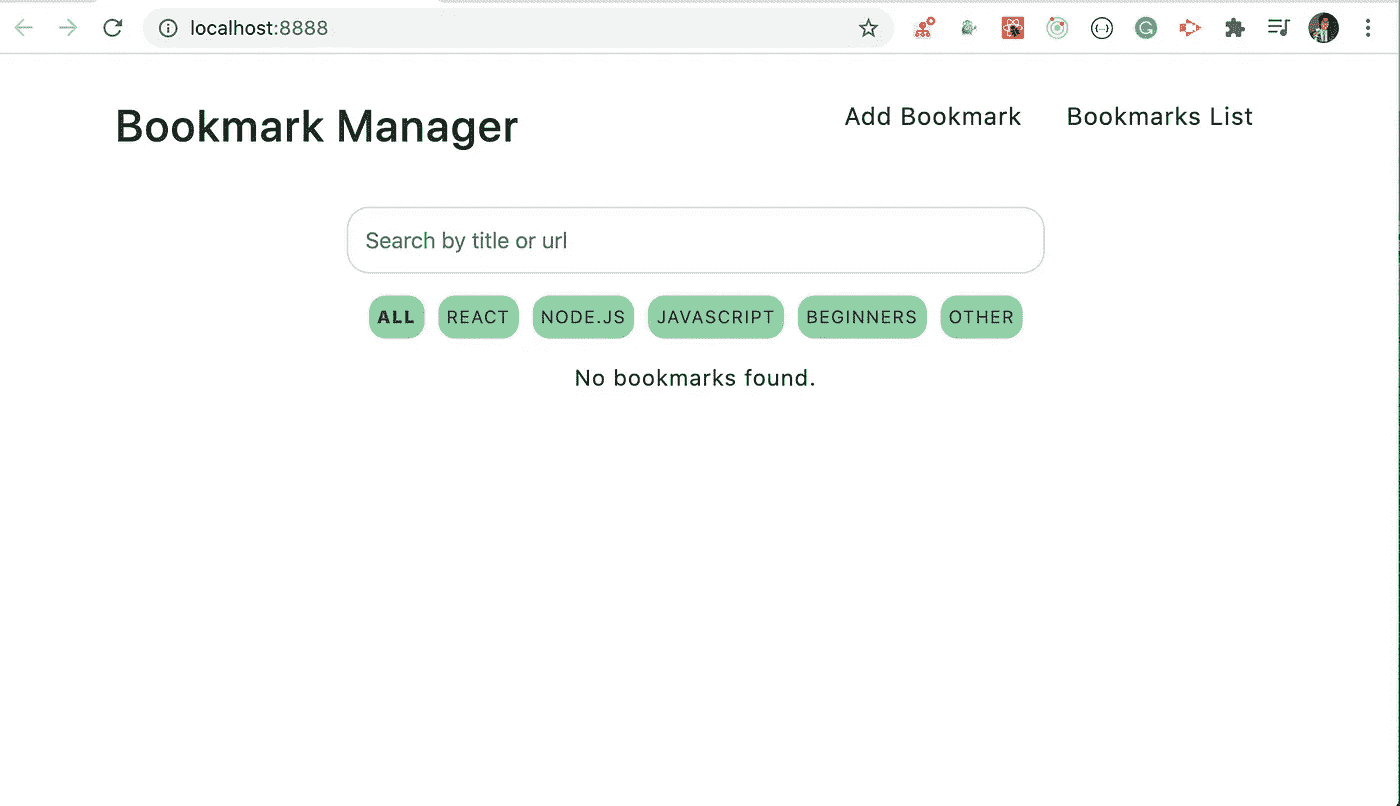 localhost:8888
Bookmark Manager
Add Bookmark Bookmarks List
Search by title or url
ALL REACT NODE.JS JAVASCRIPT BEGINNERS OTHER
No bookmarks found.